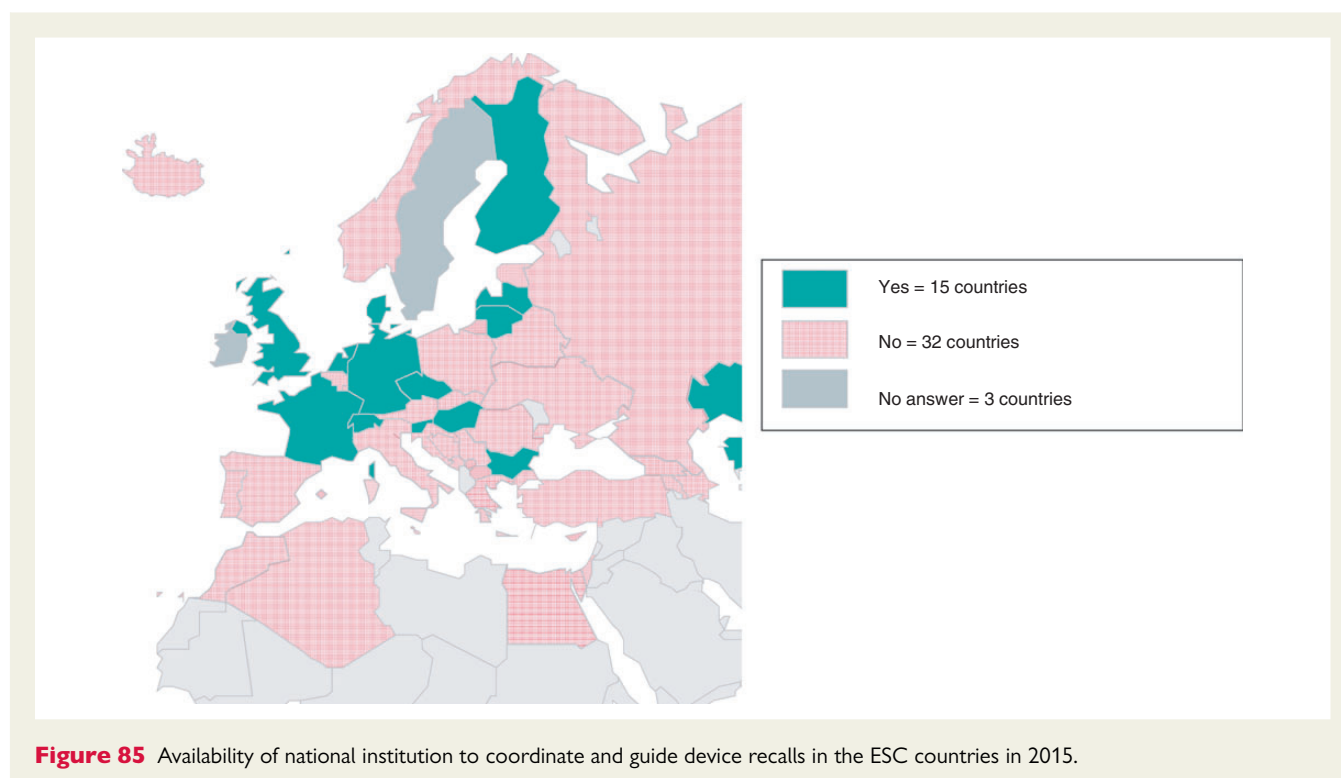 Yes = 15 countries
No = 32 countries
No answer = 3 countries
Figure 85 Availability of national institution to coordinate and guide device recalls in the ESC countries in 2015.